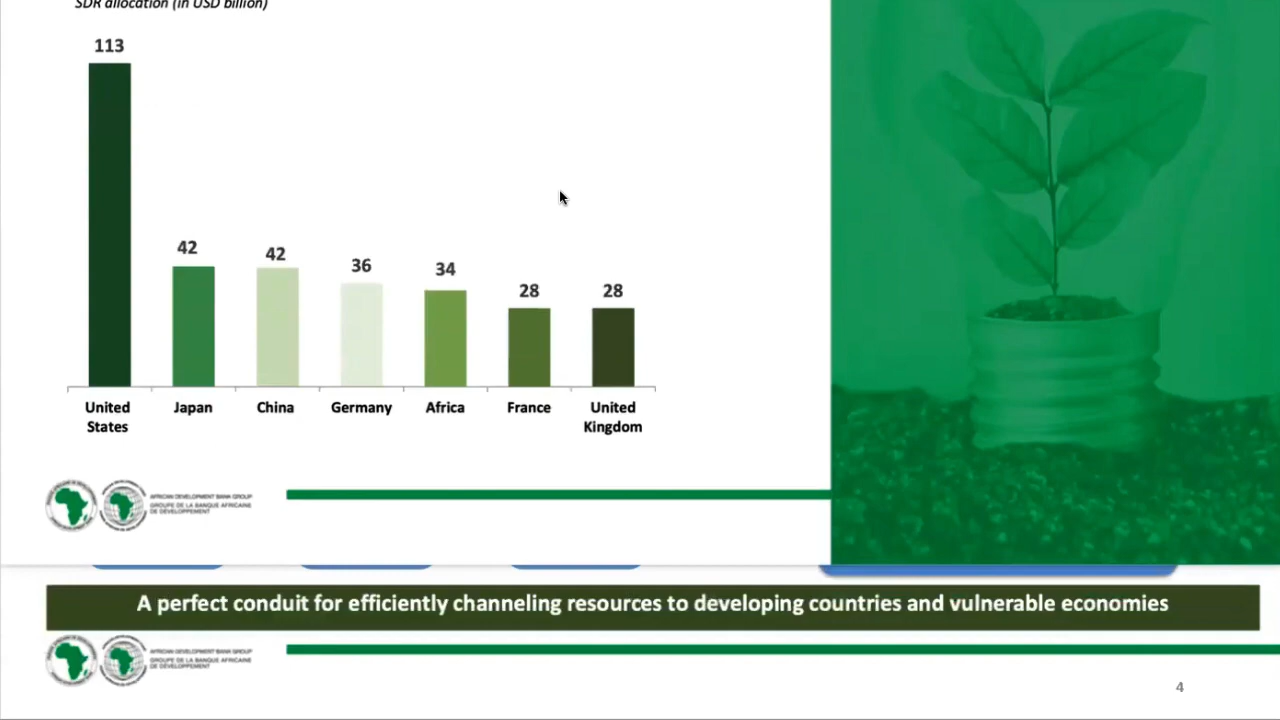 SDR allocation (in USD billion)
113
42
42
36
34
28
28
United States
Japan
China
Germany
Africa
France
United Kingdom
AFRICAN DEVELOPMENT BANK GROUP
GROUPE DE LA BANQUE AFRICAINE
DE DÉVELOPPEMENT
A perfect conduit for efficiently channeling resources to developing countries and vulnerable economies
AFRICAN DEVELOPMENT BANK GROUP
GROUPE DE LA BANQUE AFRICAINE
DE DÉVELOPPEMENT
4